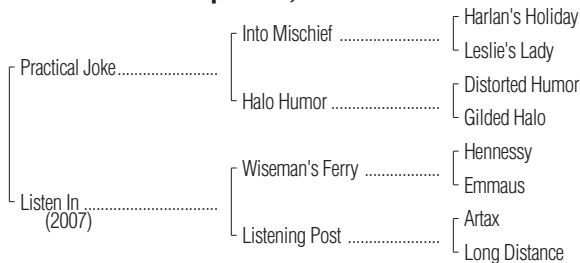 Harlan's Holiday
Into Mischief ....................
Leslie's Lady
Practical Joke.........................
Distorted Humor
Halo Humor ......................
Gilded Halo
Hennessy
Wiseman's Ferry ...............
Emmaus
Listen In .............................
(2007)
Artax
Listening Post ..................
Long Distance